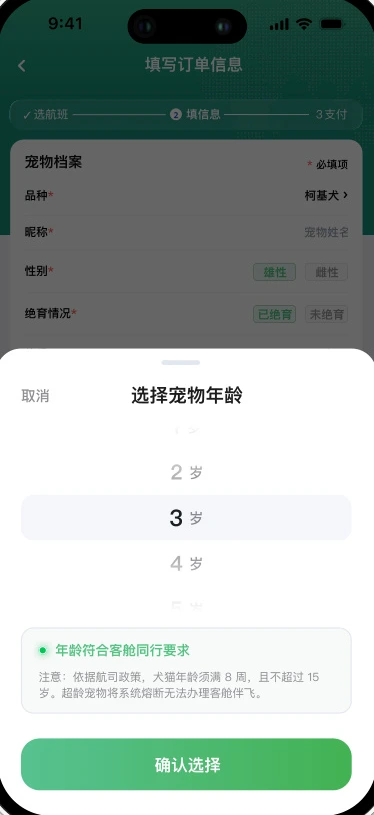 9:41
填写订单信息
✓选航班 2 填信息 3支付
宠物档案 * 必填项
品种* 柯基犬
昵称* 宠物姓名
性别* 雄性 雌性
绝育情况* 已绝育 未绝育
取消 选择宠物年龄
2 岁
3 岁
4 岁
5 岁
年龄符合客舱同行要求
注意：依据航司政策，犬猫年龄须满 8 周，且不超过 15
岁。超龄宠物将系统熔断无法办理客舱伴飞。
确认选择